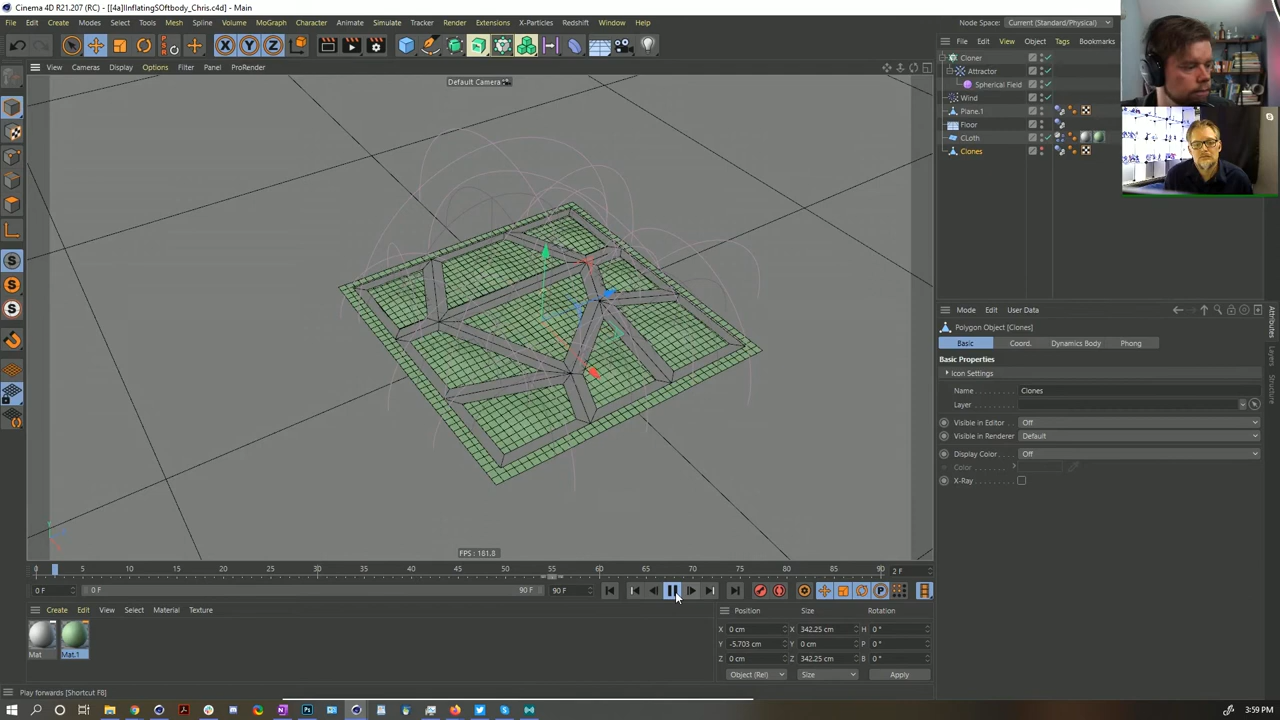 Cinema 4D R21.207 (RC) - [[4a]InflatingSOftbody_Chris.c4d] - Main
File Edit Create Modes Select Tools Mesh Spline Volume MoGraph Character Animate Simulate Tracker Render Extensions X-Particles Redshift Window Help
Node Space: Current (Standard/Physical)
File Edit View Object Tags Bookmarks
View Cameras Display Options Filter Panel ProRender
Default Camera
Cloner
Attractor
Spherical Field
Wind
Plane.1
Floor
CLoth
Clones
Mode Edit User Data
Polygon Object [Clones]
Basic Coord. Dynamics Body Phong
Basic Properties
Icon Settings
Name Clones
Layer
Visible in Editor Off
Visible in Renderer Default
Display Color Off
Color
X-Ray
Attributes
Layers
Structure
FPS : 181.8
0 5 10 15 20 25 30 35 40 45 50 55 60 65 70 75 80 85 90 2 F
0 F 0 F 90 F 90 F
Create Edit View Select Material Texture
Mat Mat.1
Position Size Rotation
X 0 cm X 342.25 cm H 0 °
Y -5.703 cm Y 0 cm P 0 °
Z 0 cm Z 342.25 cm B 0 °
Object (Rel) Size Apply
Play forwards [Shortcut F8]
3:59 PM